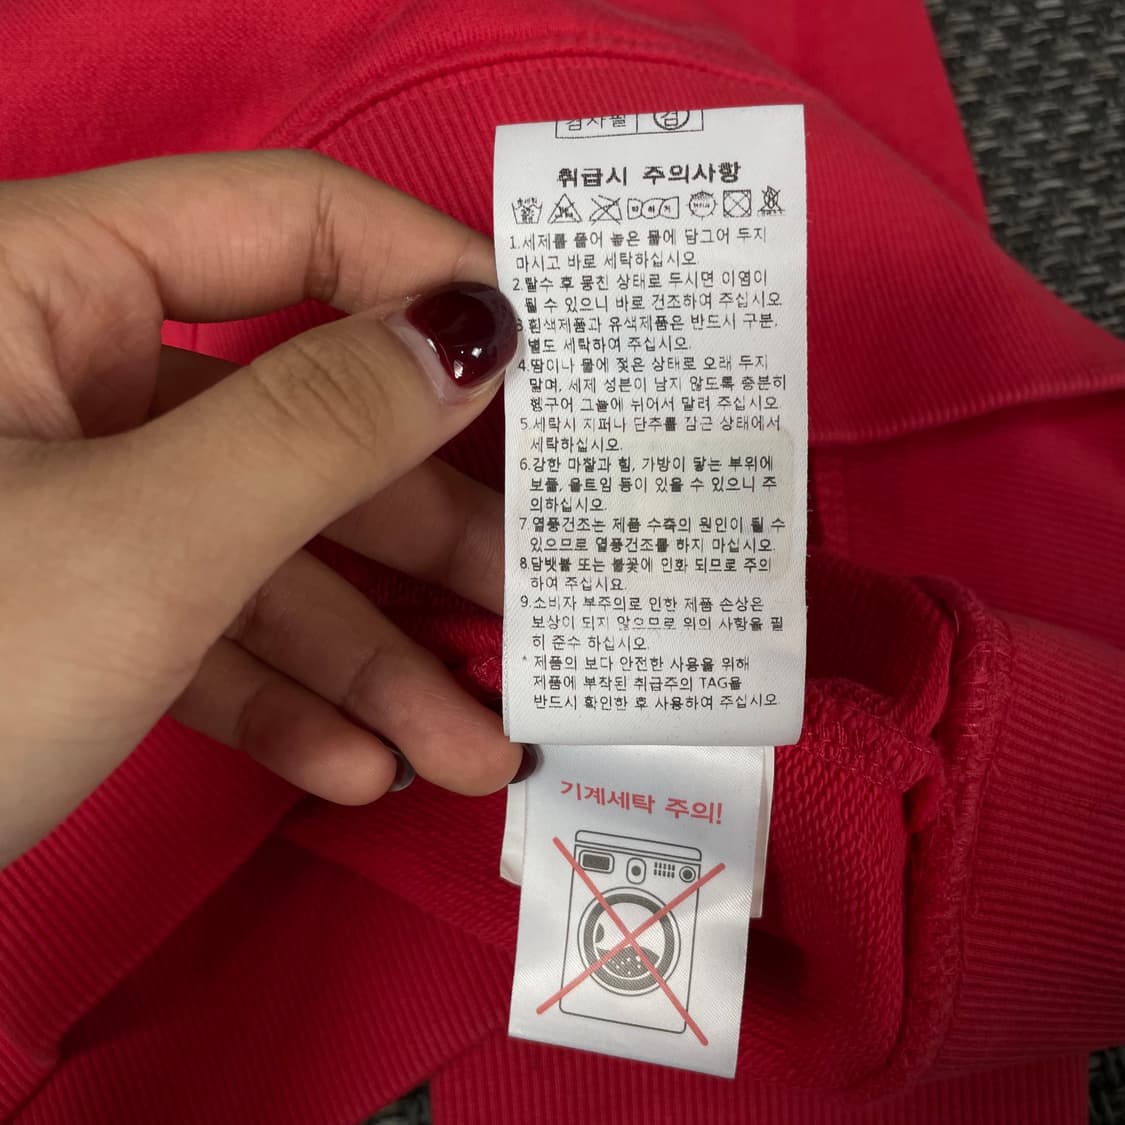 검사필 검
취급시 주의사항
1.세제를 풀어 놓은 물에 담그어 두지
마시고 바로 세탁하십시오.
2.탈수 후 뭉친 상태로 두시면 이염이
될 수 있으니 바로 건조하여 주십시오.
3.흰색제품과 유색제품은 반드시 구분,
별도 세탁하여 주십시오.
4.땀이나 물에 젖은 상태로 오래 두지
말며, 세제 성분이 남지 않도록 충분히
헹구어 그늘에 뉘어서 말려 주십시오.
5.세탁시 지퍼나 단추를 잠근 상태에서
세탁하십시오.
6.강한 마찰과 힘, 가방이 닿는 부위에
보풀, 올트임 등이 있을 수 있으니 주
의하십시오.
7.열풍건조는 제품 수축의 원인이 될 수
있으므로 열풍건조를 하지 마십시오.
8.담뱃불 또는 불꽃에 인화 되므로 주의
하여 주십시요.
9.소비자 부주의로 인한 제품 손상은
보상이 되지 않으므로 위의 사항을 필
히 준수 하십시오.
* 제품의 보다 안전한 사용을 위해
제품에 부착된 취급주의 TAG을
반드시 확인한 후 사용하여 주십시오.
기계세탁 주의!